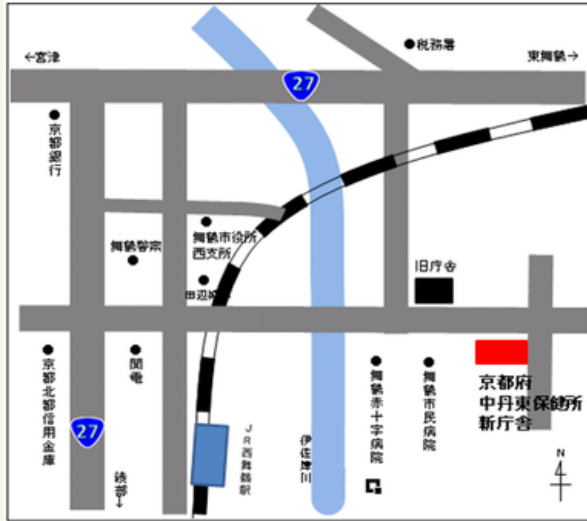 ←宮津
税務署
東舞鶴→
27
京都銀行
舞鶴市役所
西支所
舞鶴警察
田辺城
旧庁舎
京都北都信用金庫
関電
27
綾部→
JR西舞鶴駅
伊佐津川
舞鶴赤十字病院
舞鶴市民病院
京都府
中丹東保健所
新庁舎
N
4